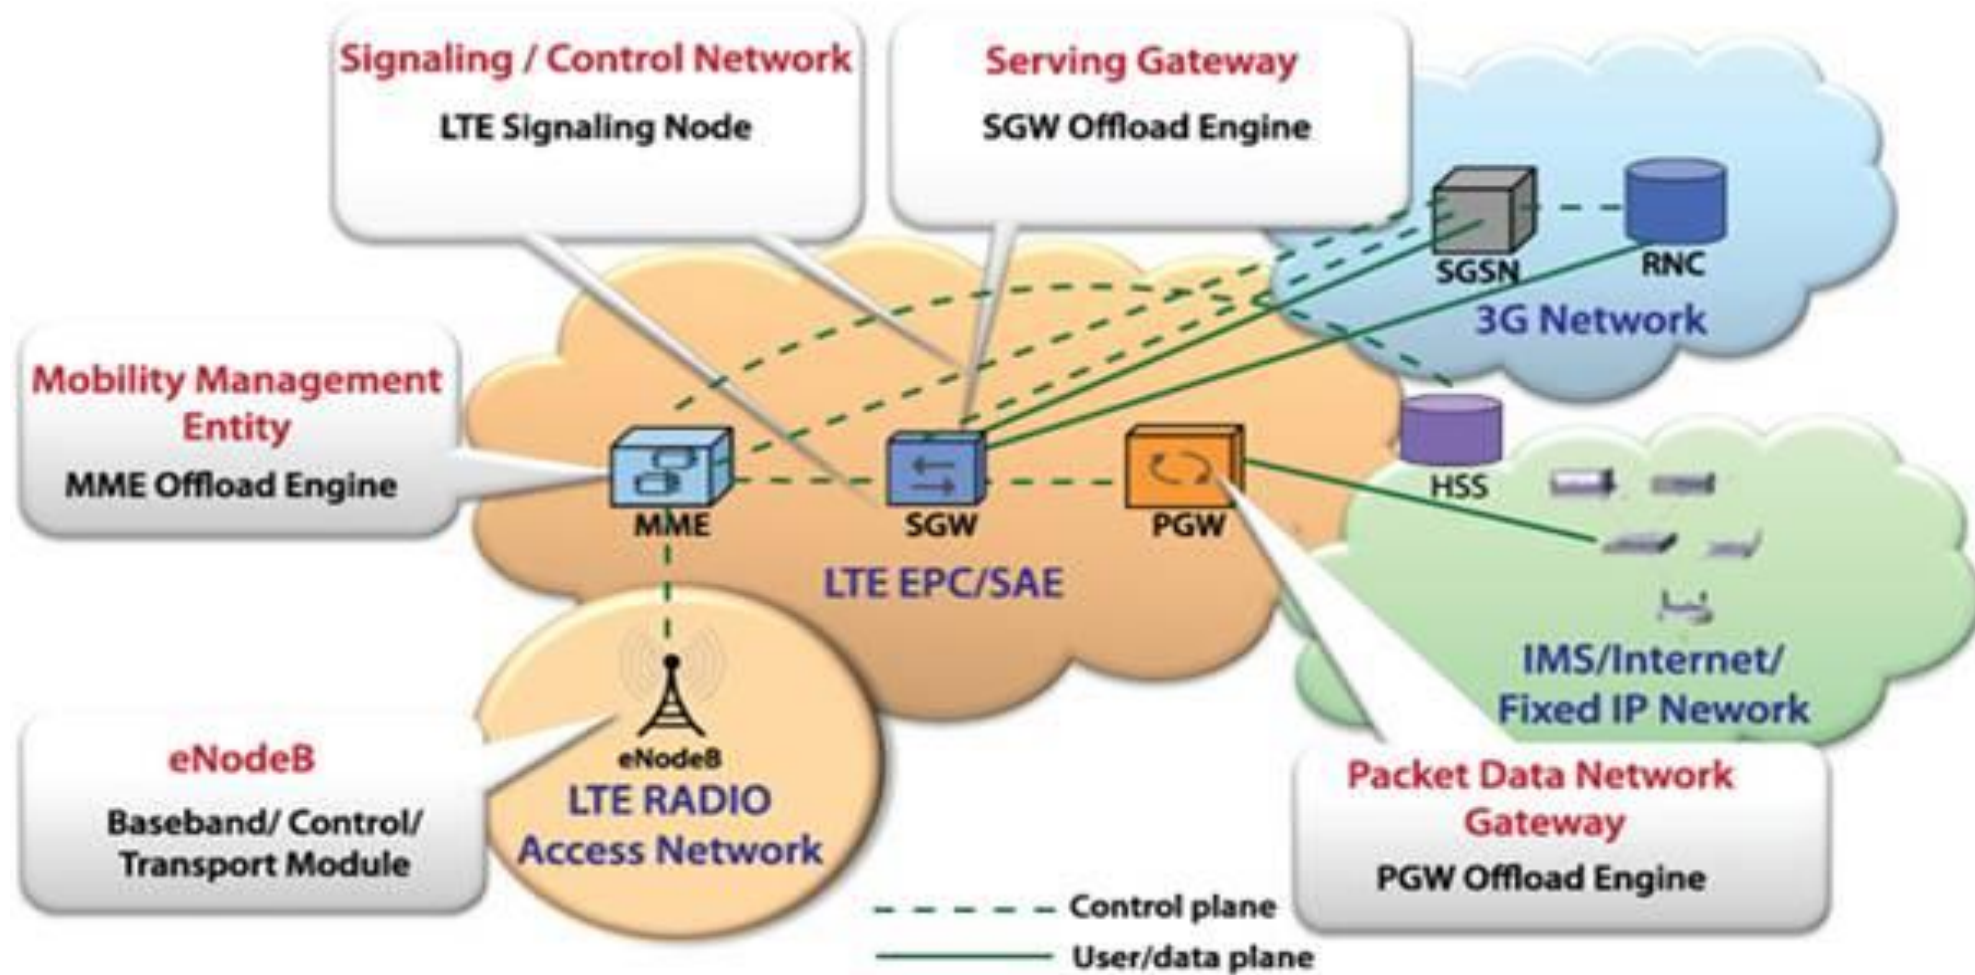 Signaling / Control Network
LTE Signaling Node
Serving Gateway
SGW Offload Engine
SGSN
RNC
3G Network
Mobility Management
Entity
MME Offload Engine
MME
SGW
PGW
HSS
LTE EPC/SAE
IMS/Internet/
Fixed IP Nework
eNodeB
Baseband/ Control/
Transport Module
eNodeB
LTE RADIO
Access Network
Packet Data Network
Gateway
PGW Offload Engine
Control plane
User/data plane